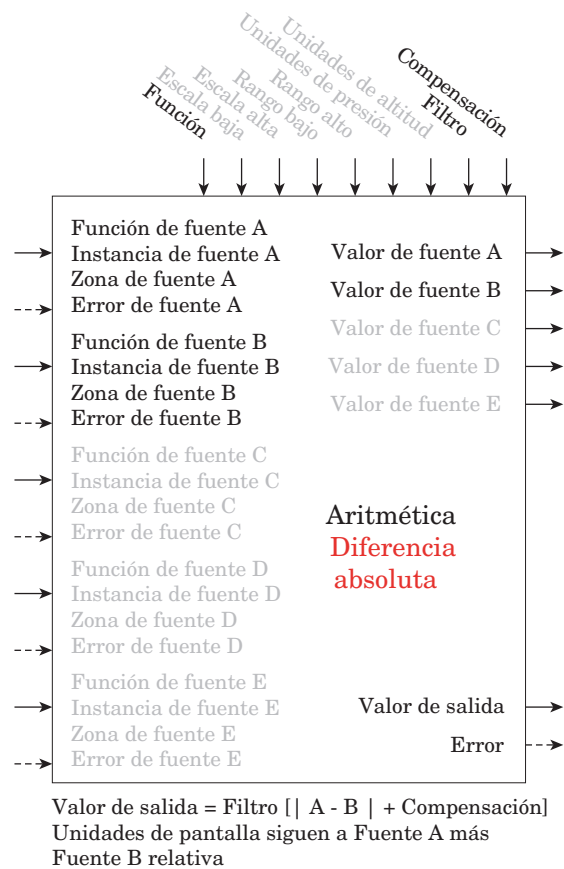 Función
Escala baja
Escala alta
Rango bajo
Rango alto
Unidades de presión
Unidades de altitud
Filtro
Compensación
Función de fuente A
Instancia de fuente A
Zona de fuente A
Error de fuente A
Función de fuente B
Instancia de fuente B
Zona de fuente B
Error de fuente B
Función de fuente C
Instancia de fuente C
Zona de fuente C
Error de fuente C
Función de fuente D
Instancia de fuente D
Zona de fuente D
Error de fuente D
Función de fuente E
Instancia de fuente E
Zona de fuente E
Error de fuente E
Valor de fuente A
Valor de fuente B
Valor de fuente C
Valor de fuente D
Valor de fuente E
Aritmética
Diferencia
absoluta
Valor de salida
Error
Valor de salida = Filtro [| A - B | + Compensación]
Unidades de pantalla siguen a Fuente A más
Fuente B relativa